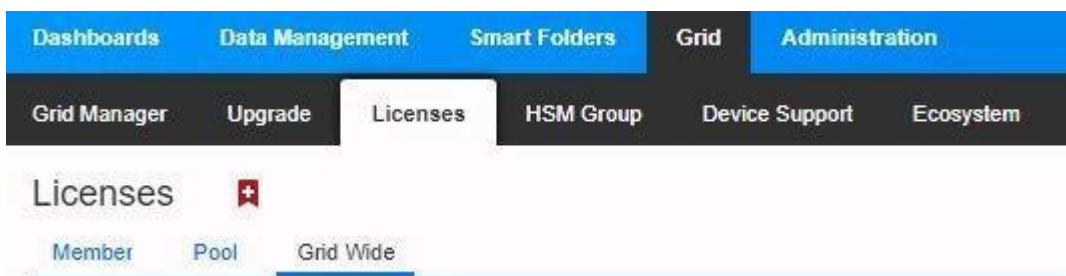 Dashboards Data Management Smart Folders Grid Administration
Grid Manager Upgrade Licenses HSM Group Device Support Ecosystem
Licenses
Member Pool Grid Wide